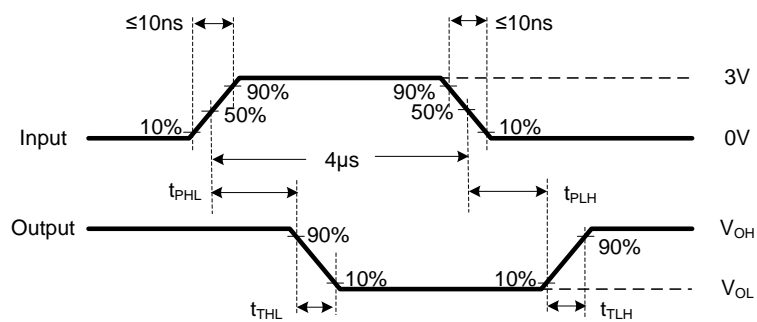 ≤10ns ≤10ns
3V
90% 90%
50% 50%
Input 10% 10% 0V
4µs
tPHL tPLH
Output VOH
90% 90%
10% 10%
VOL
tTHL tTLH